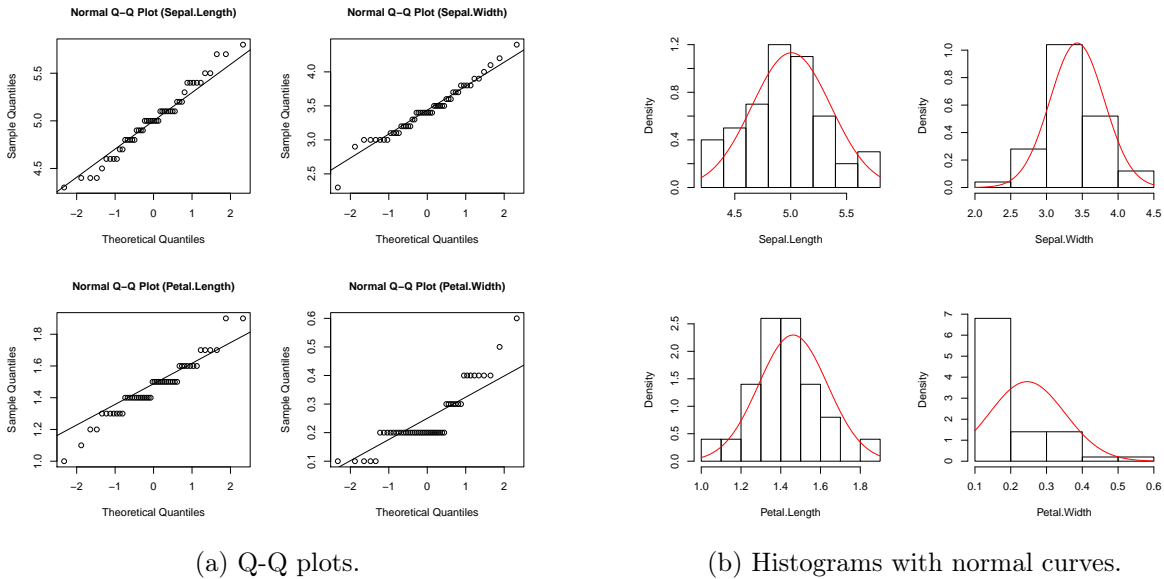 Normal Q−Q Plot (Sepal.Length)
Sample Quantiles
4.5 5.0 5.5
−2 −1 0 1 2
Theoretical Quantiles
Normal Q−Q Plot (Sepal.Width)
Sample Quantiles
2.5 3.0 3.5 4.0
−2 −1 0 1 2
Theoretical Quantiles
Normal Q−Q Plot (Petal.Length)
Sample Quantiles
1.0 1.2 1.4 1.6 1.8
−2 −1 0 1 2
Theoretical Quantiles
Normal Q−Q Plot (Petal.Width)
Sample Quantiles
0.1 0.2 0.3 0.4 0.5 0.6
−2 −1 0 1 2
Theoretical Quantiles
(a) Q-Q plots.
Density
0.0 0.4 0.8 1.2
4.5 5.0 5.5
Sepal.Length
Density
0.0 0.2 0.4 0.6 0.8 1.0
2.0 2.5 3.0 3.5 4.0 4.5
Sepal.Width
Density
0.0 0.5 1.0 1.5 2.0 2.5
1.0 1.2 1.4 1.6 1.8
Petal.Length
Density
0 1 2 3 4 5 6 7
0.1 0.2 0.3 0.4 0.5 0.6
Petal.Width
(b) Histograms with normal curves.